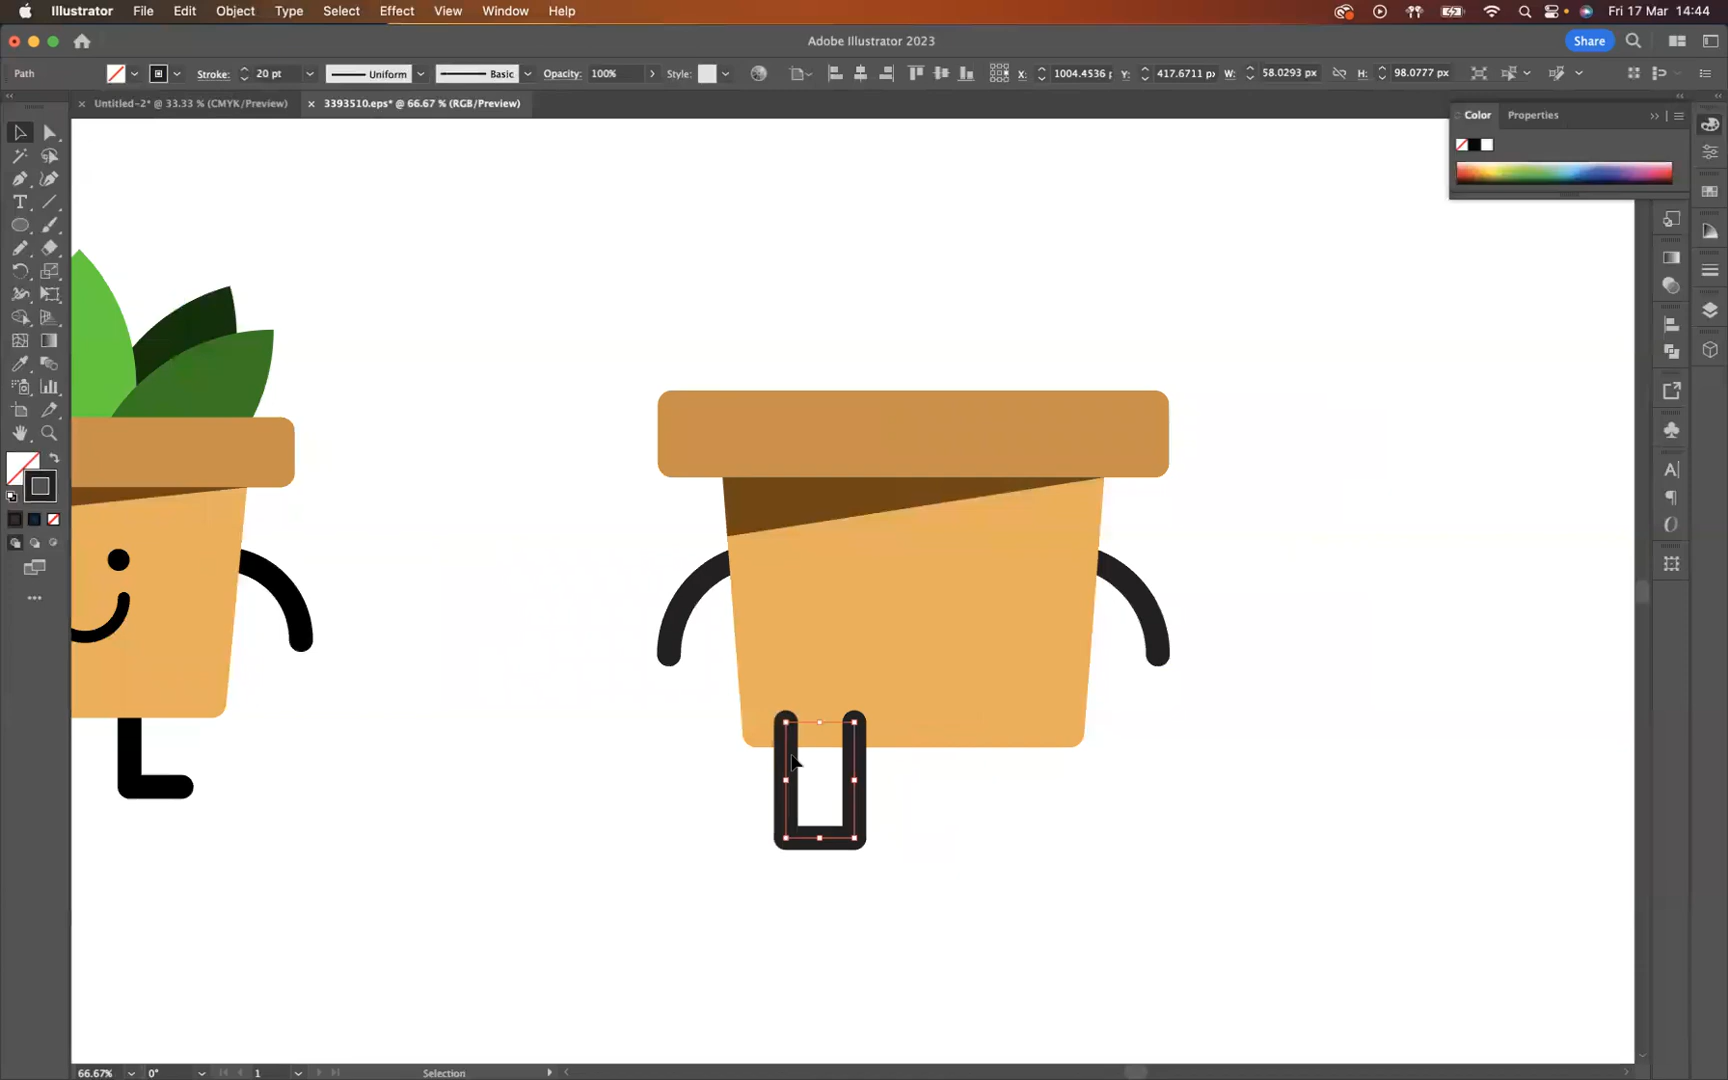 Illustrator File Edit Object Type Select Effect View Window Help Fri 17 Mar 14:44
Adobe Illustrator 2023 Share
Path Stroke: 20 pt Uniform Basic Opacity: 100% Style: X: 1004.4536 p Y: 417.6711 p W: 58.0293 px H: 98.0777 px
Untitled-2* @ 33.33 % (CMYK/Preview) 3393510.eps* @ 66.67 % (RGB/Preview)
Color Properties
66.67% 0° 1 Selection